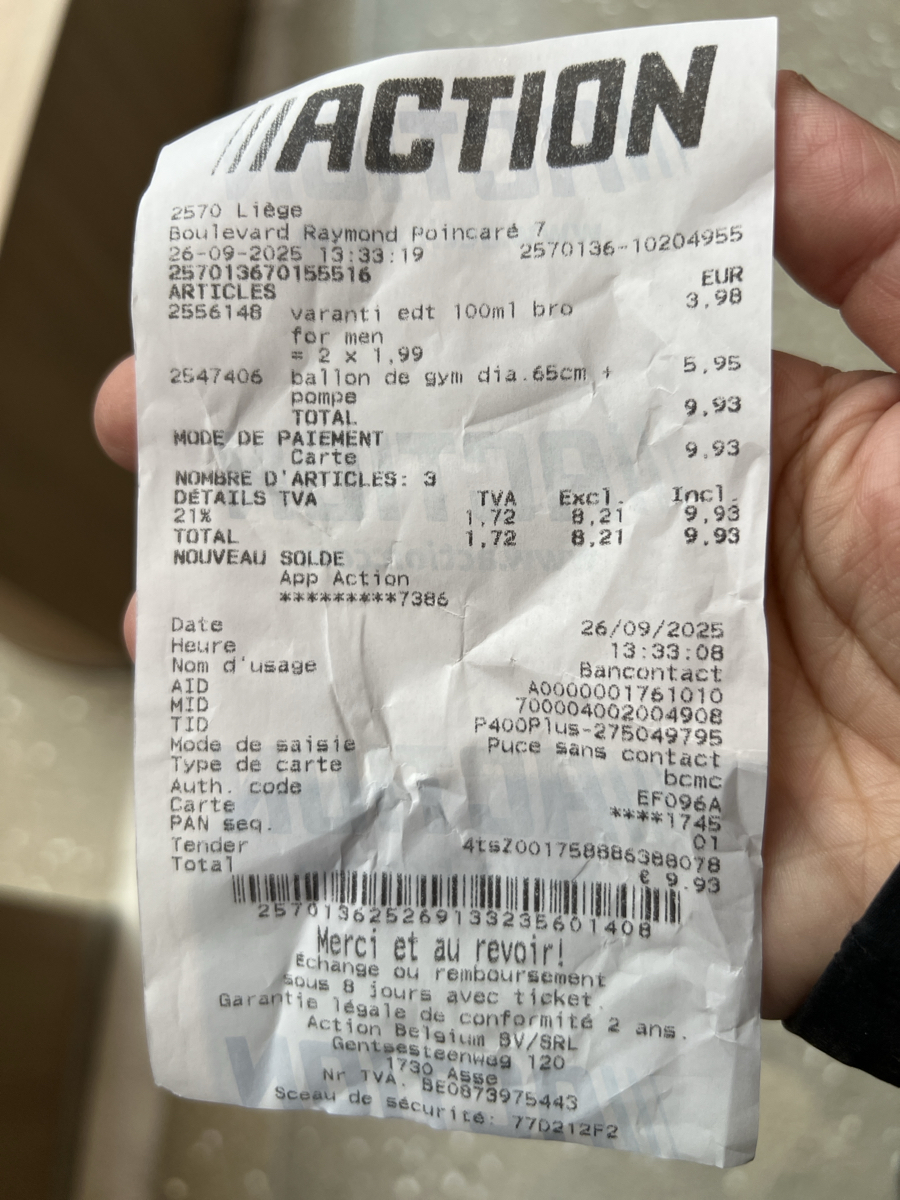 ACTION
2570 Liège
Boulevard Raymond Poincaré 7
26-09-2025 13:33:19 2570136-10204955
257013670155516 EUR
ARTICLES
2556148 varanti edt 100ml bro 3,98
for men
= 2 x 1,99
2547406 ballon de gym dia.65cm + 5,95
pompe
TOTAL 9,93
MODE DE PAIEMENT
Carte 9,93
NOMBRE D'ARTICLES: 3
DÉTAILS TVA TVA Excl. Incl.
21% 1,72 8,21 9,93
TOTAL 1,72 8,21 9,93
NOUVEAU SOLDE
App Action
*********7386
Date 26/09/2025
Heure 13:33:08
Nom d'usage Bancontact
AID A0000001761010
MID 700004002004908
TID P400Plus-275049795
Mode de saisie Puce sans contact
Type de carte bcmc
Auth. code EF096A
Carte ****1745
PAN seq. 01
Tender 4tsZ001758886388078
Total € 9.93
2570136252691332356014​08
Merci et au revoir!
Échange ou remboursement
sous 8 jours avec ticket.
Garantie légale de conformité 2 ans.
Action Belgium BV/SRL
Gentsesteenweg 120
1730 Asse
Nr TVA. BE0873975443
Sceau de sécurité: 77D212F2